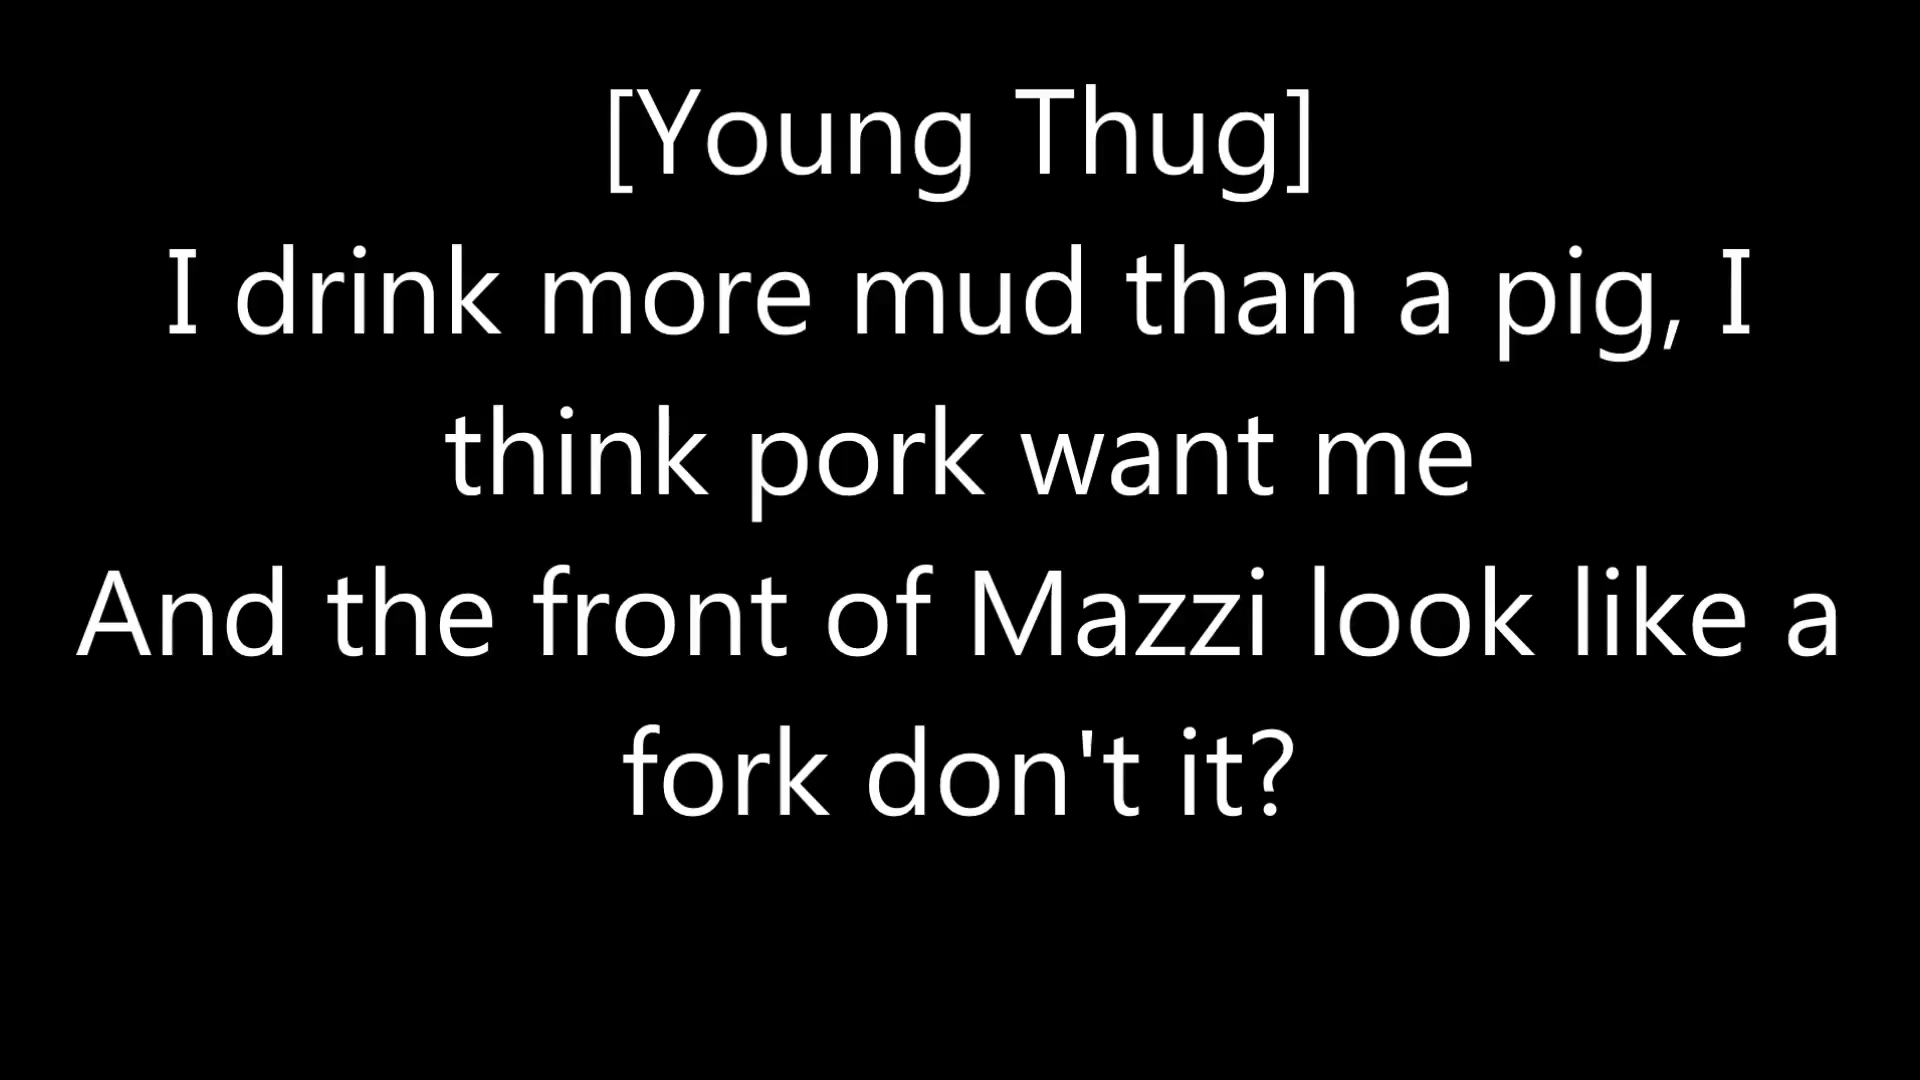 [Young Thug]
I drink more mud than a pig, I
think pork want me
And the front of Mazzi look like a
fork don't it?